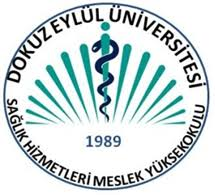 DOKUZ EYLÜL ÜNİVERSİTESİ
1989
SAĞLIK HİZMETLERİ MESLEK YÜKSEKOKULU